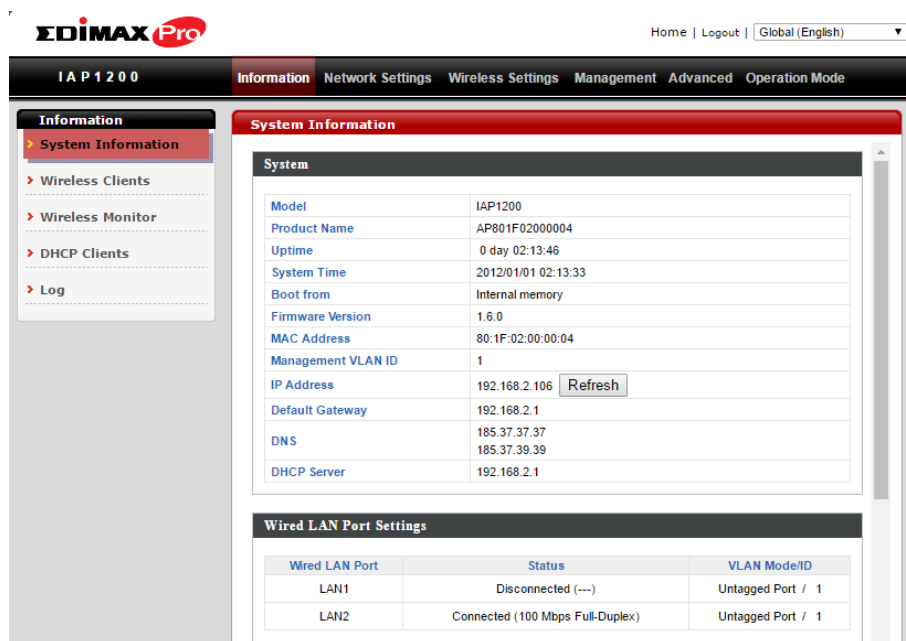 EDIMAX Pro
Home | Logout | Global (English)
IAP1200
Information Network Settings Wireless Settings Management Advanced Operation Mode
Information
System Information
Wireless Clients
Wireless Monitor
DHCP Clients
Log
System Information
System
Model IAP1200
Product Name AP801F02000004
Uptime 0 day 02:13:46
System Time 2012/01/01 02:13:33
Boot from Internal memory
Firmware Version 1.6.0
MAC Address 80:1F:02:00:00:04
Management VLAN ID 1
IP Address 192.168.2.106 Refresh
Default Gateway 192.168.2.1
DNS 185.37.37.37
185.37.39.39
DHCP Server 192.168.2.1
Wired LAN Port Settings
Wired LAN Port Status VLAN Mode/ID
LAN1 Disconnected (---) Untagged Port / 1
LAN2 Connected (100 Mbps Full-Duplex) Untagged Port / 1